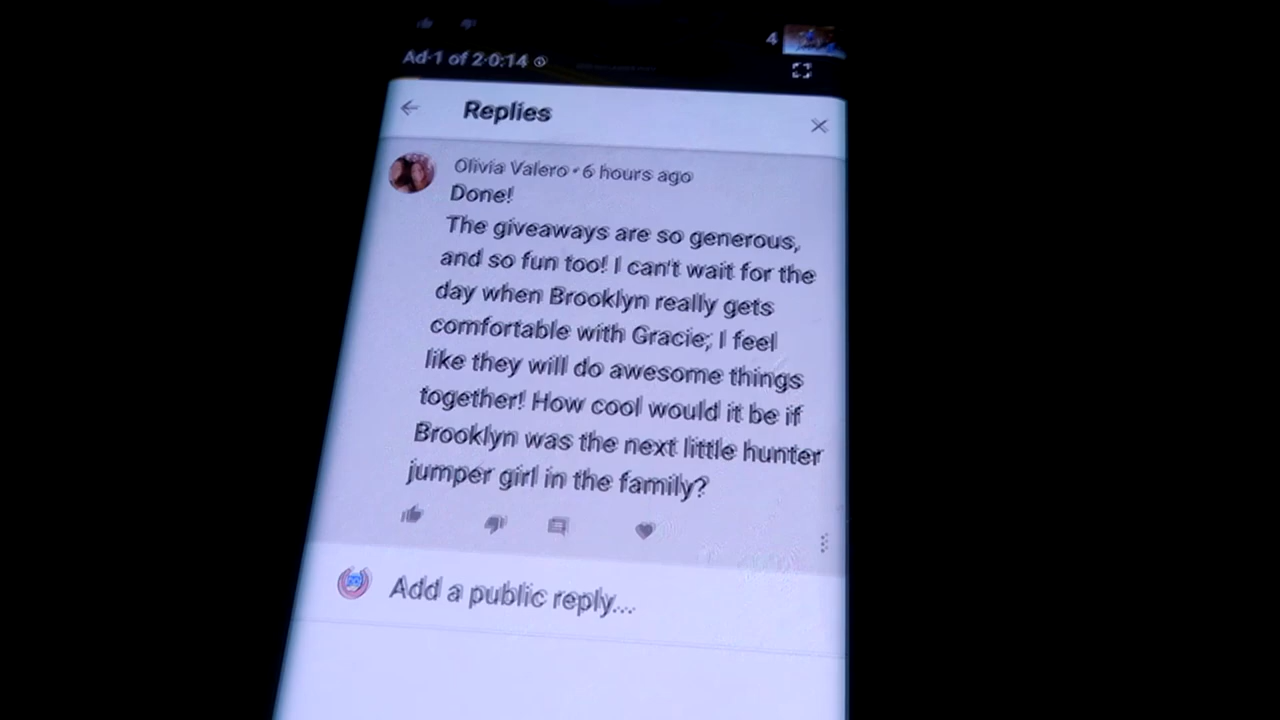 4
Ad·1 of 2·0:14
Replies
Olivia Valero • 6 hours ago
Done!
The giveaways are so generous,
and so fun too! I can't wait for the
day when Brooklyn really gets
comfortable with Gracie; I feel
like they will do awesome things
together! How cool would it be if
Brooklyn was the next little hunter
jumper girl in the family?
Add a public reply...